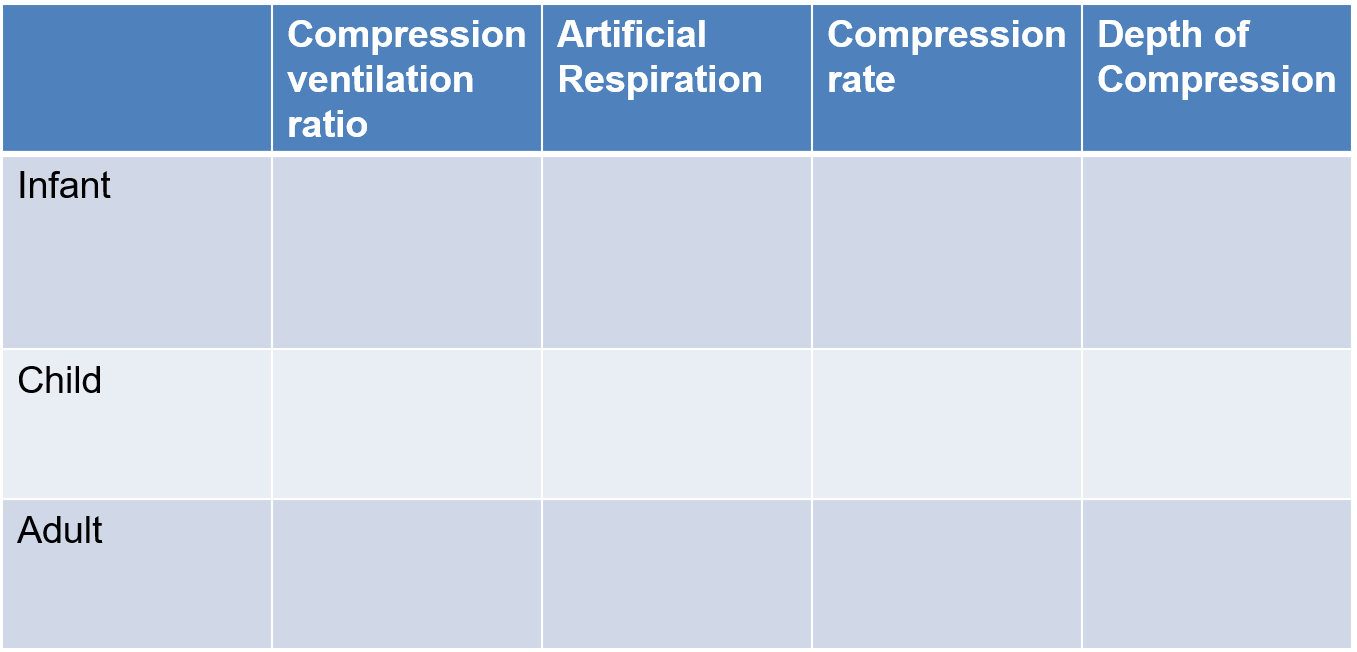 Compression
ventilation
ratio
Artificial
Respiration
Compression
rate
Depth of
Compression
Infant
Child
Adult